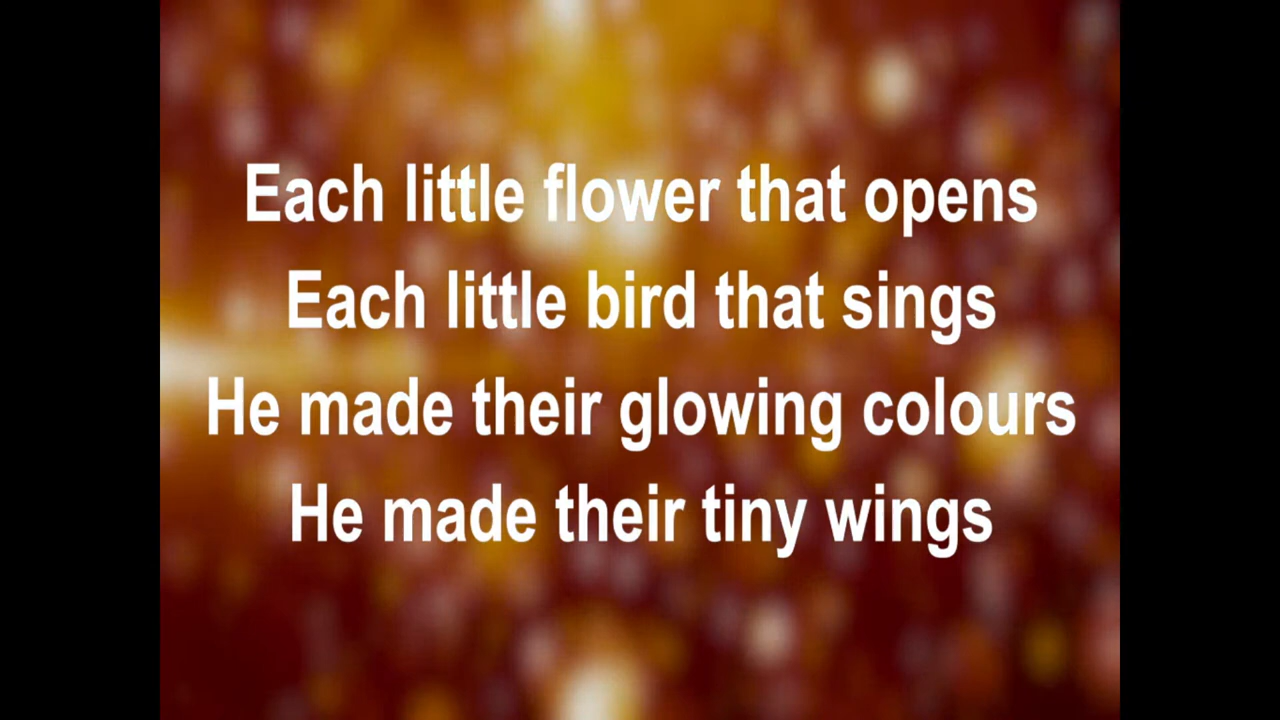 Each little flower that opens
Each little bird that sings
He made their glowing colours
He made their tiny wings